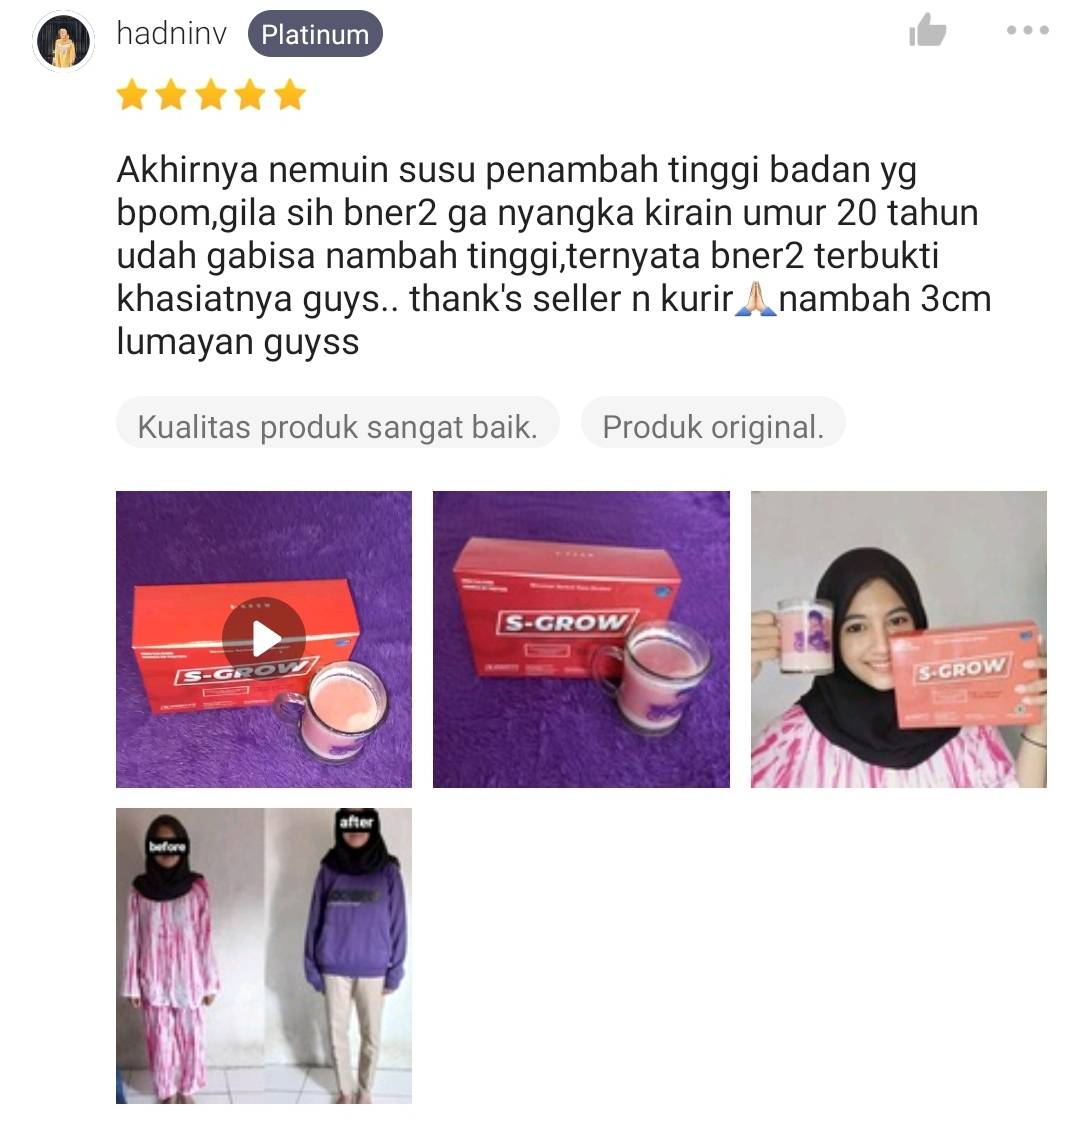 hadninv Platinum
Akhirnya nemuin susu penambah tinggi badan yg
bpom,gila sih bner2 ga nyangka kirain umur 20 tahun
udah gabisa nambah tinggi,ternyata bner2 terbukti
khasiatnya guys.. thank's seller n kurir🙏🏻nambah 3cm
lumayan guyss
Kualitas produk sangat baik. Produk original.
S-GROW
S-GROW
S-GROW
before
after